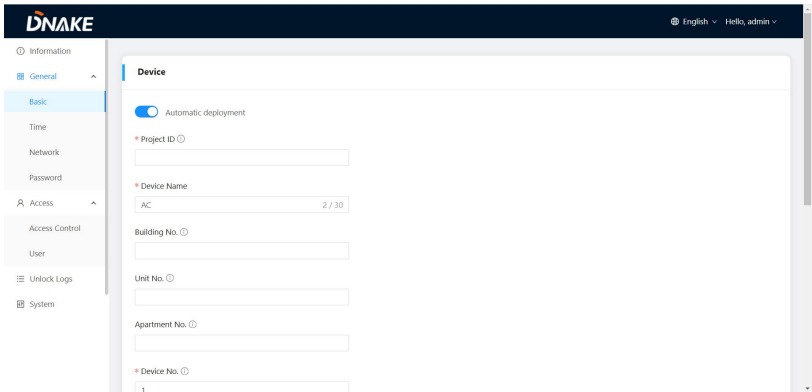 DNAKE
English
Hello, admin
Information
General
Basic
Time
Network
Password
Access
Access Control
User
Unlock Logs
System
Device
Automatic deployment
* Project ID
* Device Name
AC 2 / 30
Building No.
Unit No.
Apartment No.
* Device No.
1